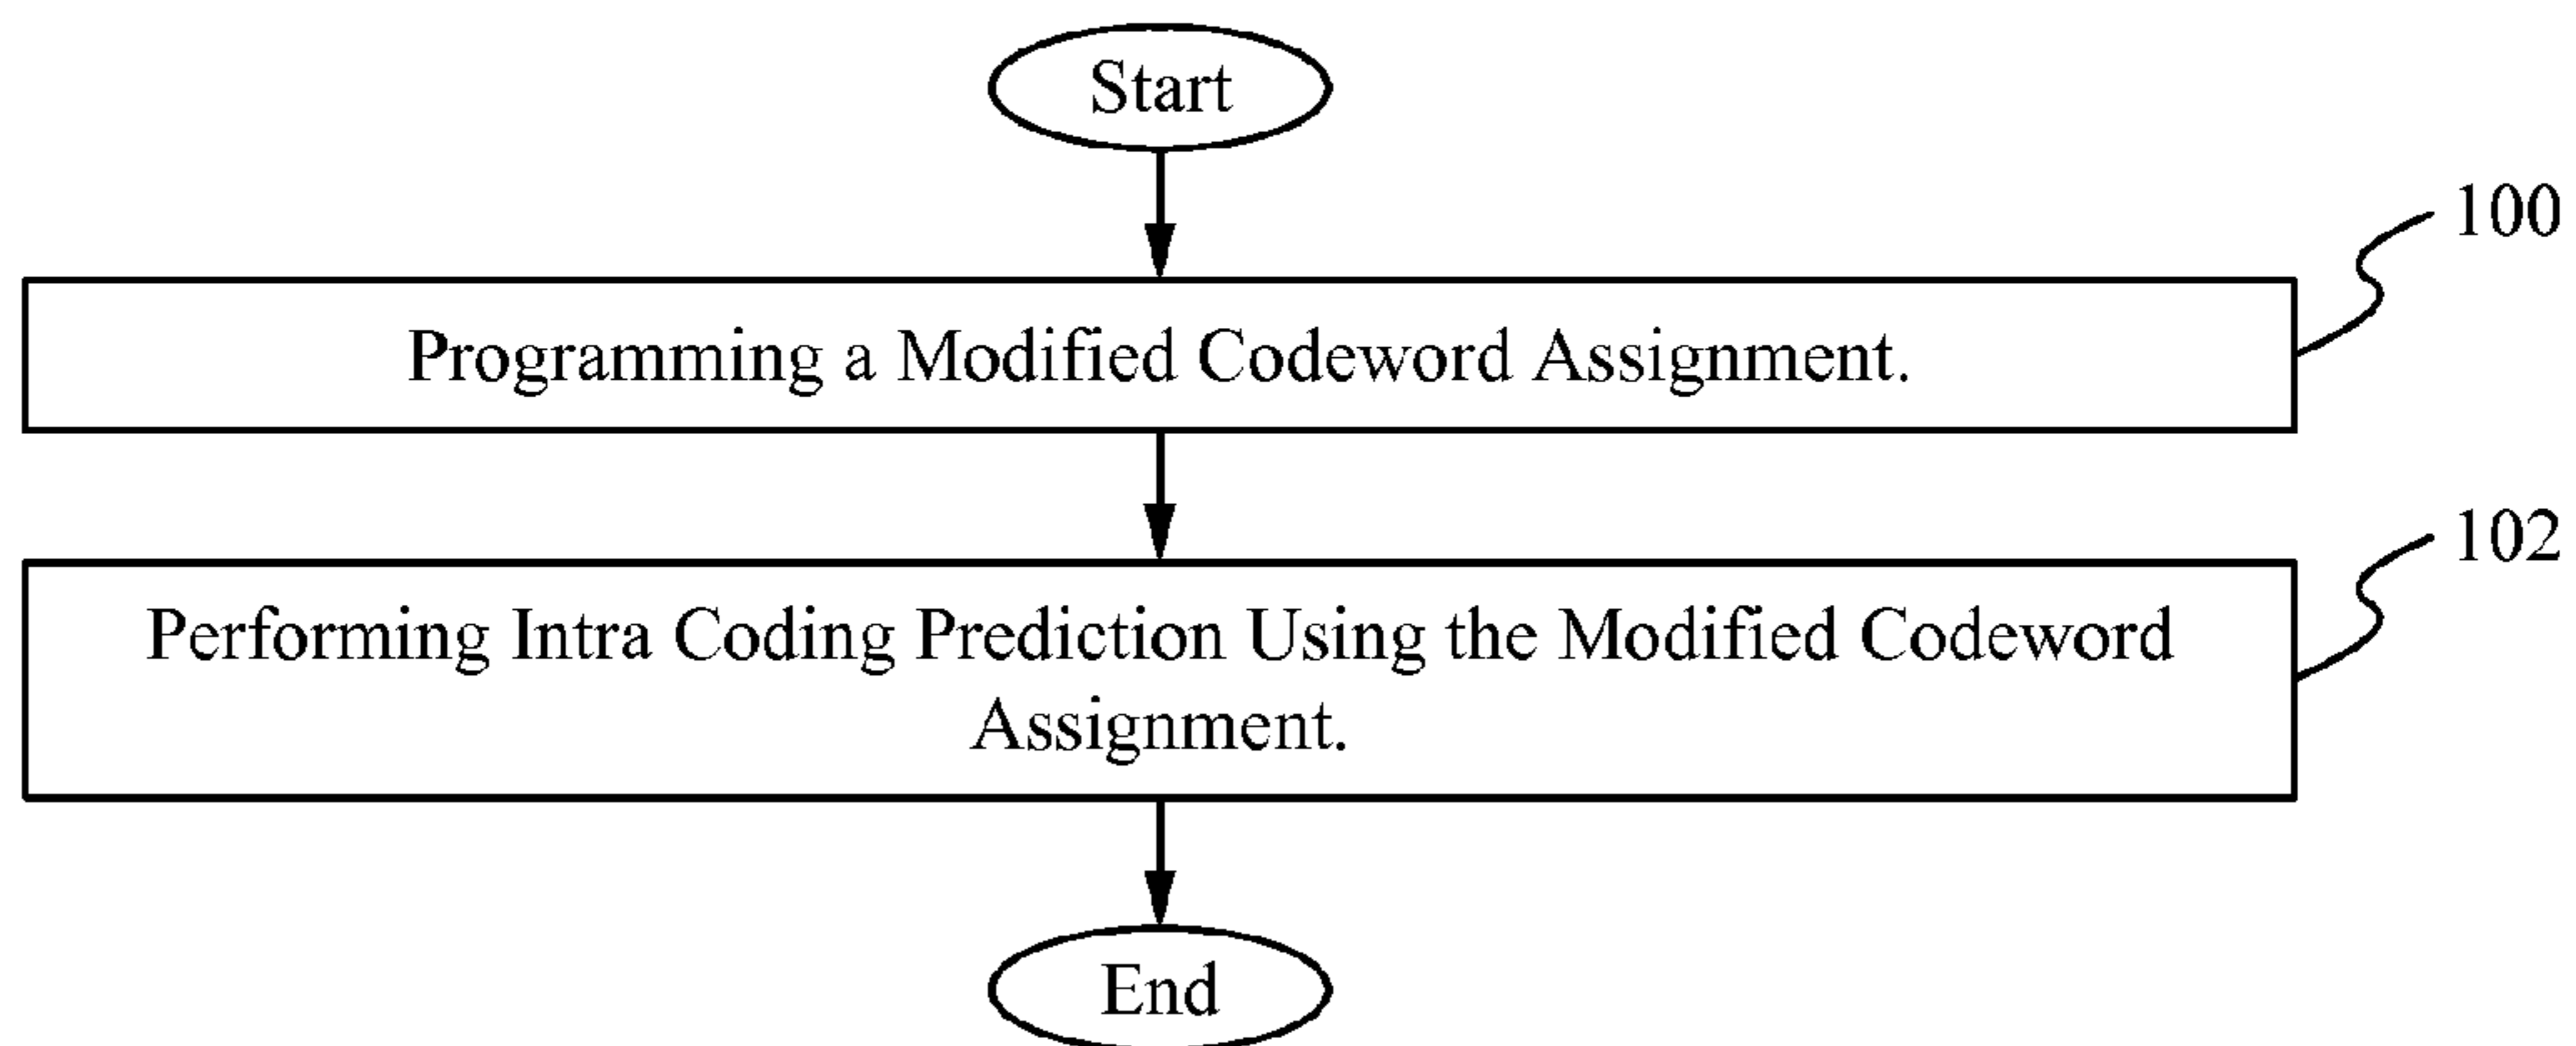 Start
100
Programming a Modified Codeword Assignment.
102
Performing Intra Coding Prediction Using the Modified Codeword
Assignment.
End